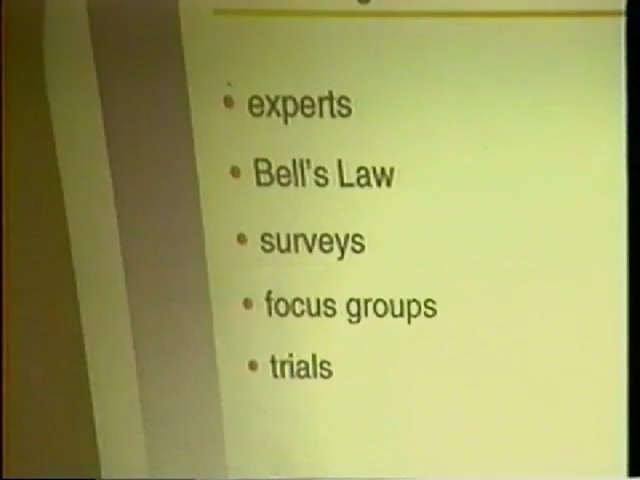 • experts
• Bell's Law
• surveys
• focus groups
• trials